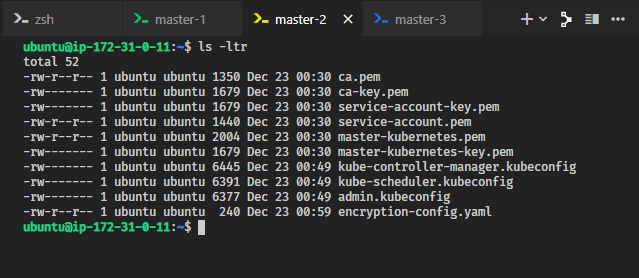 zsh master-1 master-2 master-3
ubuntu@ip-172-31-0-11:~$ ls -ltr
total 52
-rw-r--r-- 1 ubuntu ubuntu 1350 Dec 23 00:30 ca.pem
-rw------- 1 ubuntu ubuntu 1679 Dec 23 00:30 ca-key.pem
-rw------- 1 ubuntu ubuntu 1679 Dec 23 00:30 service-account-key.pem
-rw-r--r-- 1 ubuntu ubuntu 1440 Dec 23 00:30 service-account.pem
-rw-r--r-- 1 ubuntu ubuntu 2004 Dec 23 00:30 master-kubernetes.pem
-rw------- 1 ubuntu ubuntu 1679 Dec 23 00:30 master-kubernetes-key.pem
-rw------- 1 ubuntu ubuntu 6445 Dec 23 00:49 kube-controller-manager.kubeconfig
-rw------- 1 ubuntu ubuntu 6391 Dec 23 00:49 kube-scheduler.kubeconfig
-rw------- 1 ubuntu ubuntu 6377 Dec 23 00:49 admin.kubeconfig
-rw-r--r-- 1 ubuntu ubuntu  240 Dec 23 00:59 encryption-config.yaml
ubuntu@ip-172-31-0-11:~$